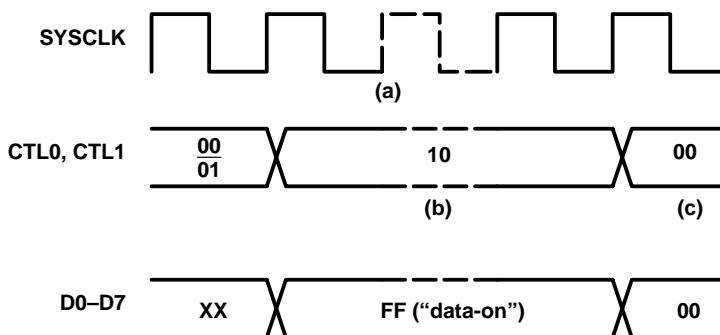 SYSCLK
(a)
CTL0, CTL1
00
01
10
00
(b)
(c)
D0–D7
XX
FF (“data-on”)
00